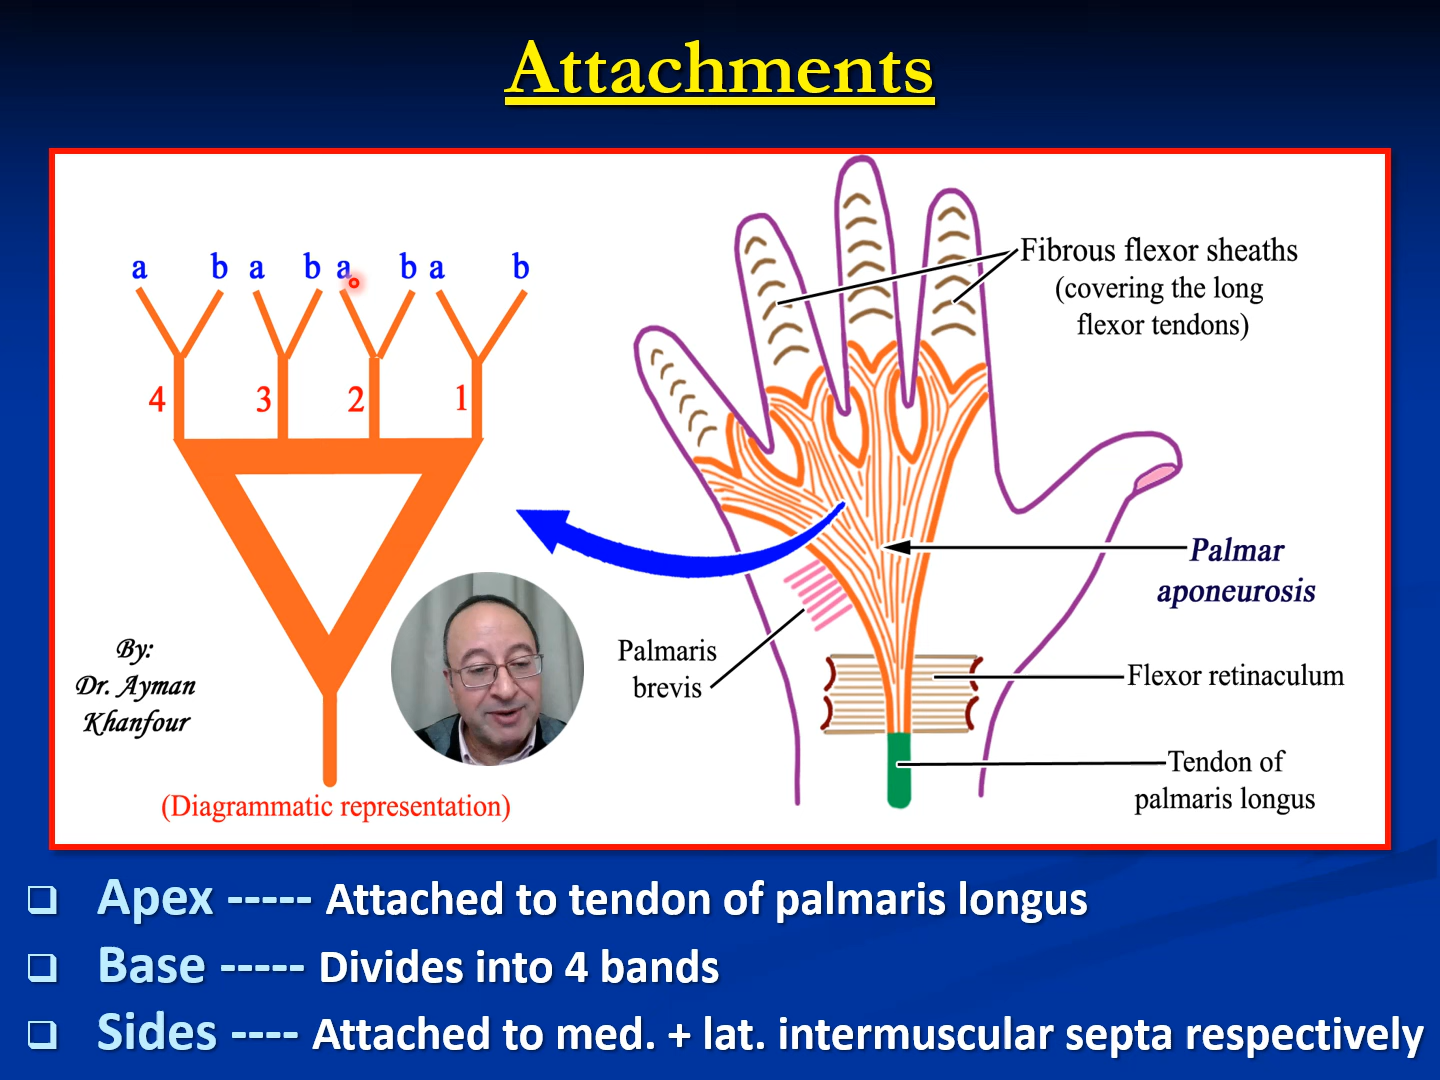 Attachments
a b a b a b a b
4 3 2 1
By:
Dr. Ayman
Khanfour
(Diagrammatic representation)
Fibrous flexor sheaths
(covering the long
flexor tendons)
Palmar
aponeurosis
Palmaris
brevis
Flexor retinaculum
Tendon of
palmaris longus
Apex ----- Attached to tendon of palmaris longus
Base ----- Divides into 4 bands
Sides ---- Attached to med. + lat. intermuscular septa respectively